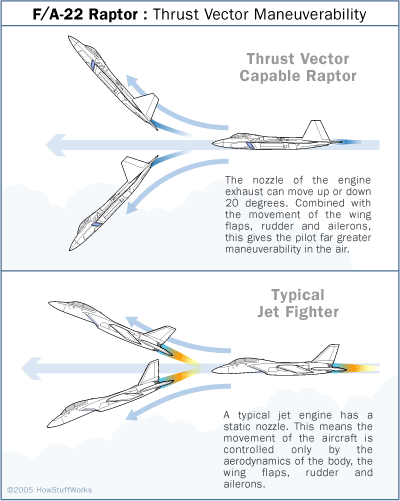 F/A-22 Raptor : Thrust Vector Maneuverability
Thrust Vector
Capable Raptor
The nozzle of the engine
exhaust can move up or down
20 degrees. Combined with
the movement of the wing
flaps, rudder and ailerons,
this gives the pilot far greater
maneuverability in the air.
Typical
Jet Fighter
A typical jet engine has a
static nozzle. This means the
movement of the aircraft is
controlled only by the
aerodynamics of the body, the
wing flaps, rudder and
ailerons.
©2005 HowStuffWorks